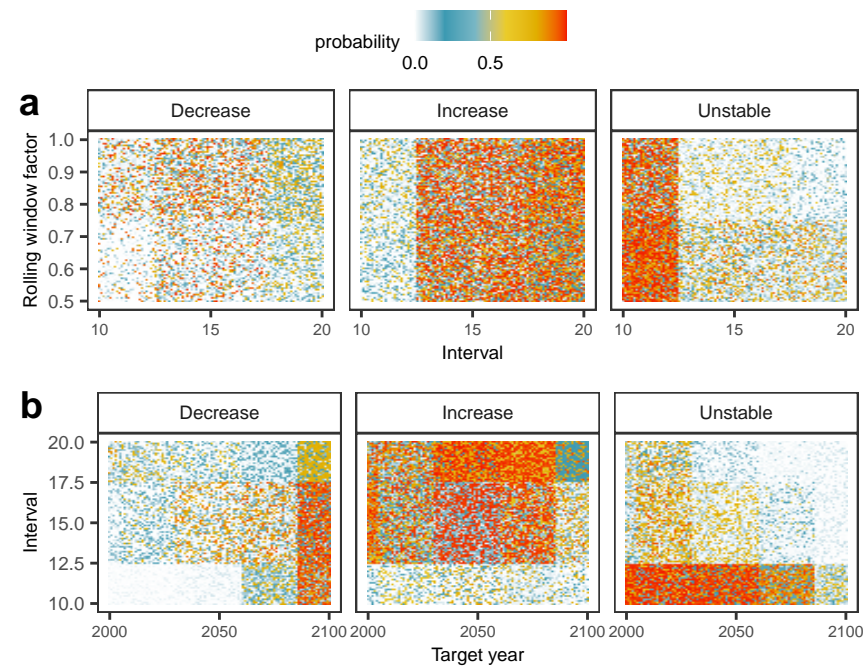 probability
0.0 0.5
a
Decrease Increase Unstable
Rolling window factor
1.0
0.9
0.8
0.7
0.6
0.5
10 15 20 10 15 20 10 15 20
Interval
b
Decrease Increase Unstable
Interval
20.0
17.5
15.0
12.5
10.0
2000 2050 2100 2000 2050 2100 2000 2050 2100
Target year